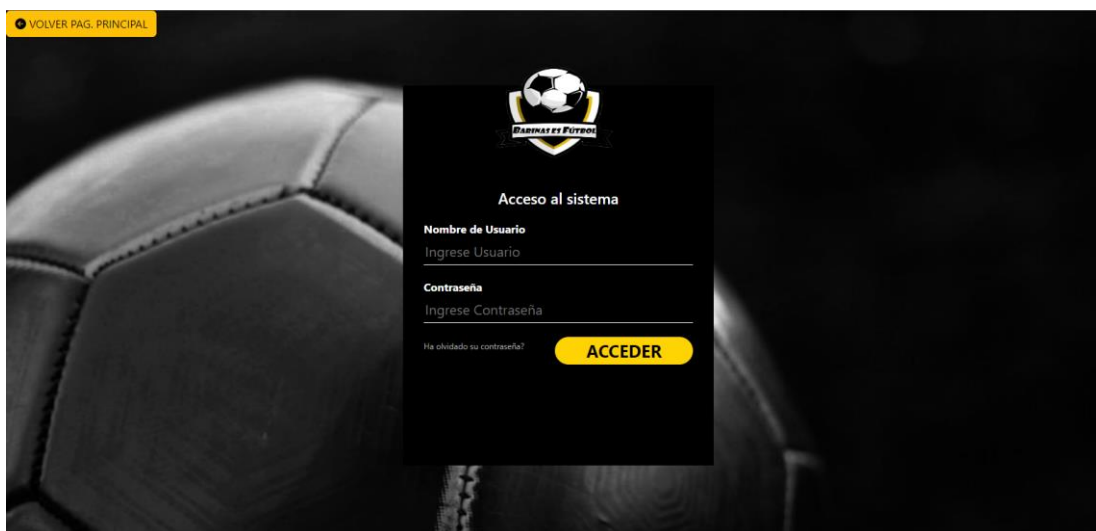 VOLVER PAG. PRINCIPAL
BARINAS ES FÚTBOL
Acceso al sistema
Nombre de Usuario
Ingrese Usuario
Contraseña
Ingrese Contraseña
Ha olvidado su contraseña?
ACCEDER